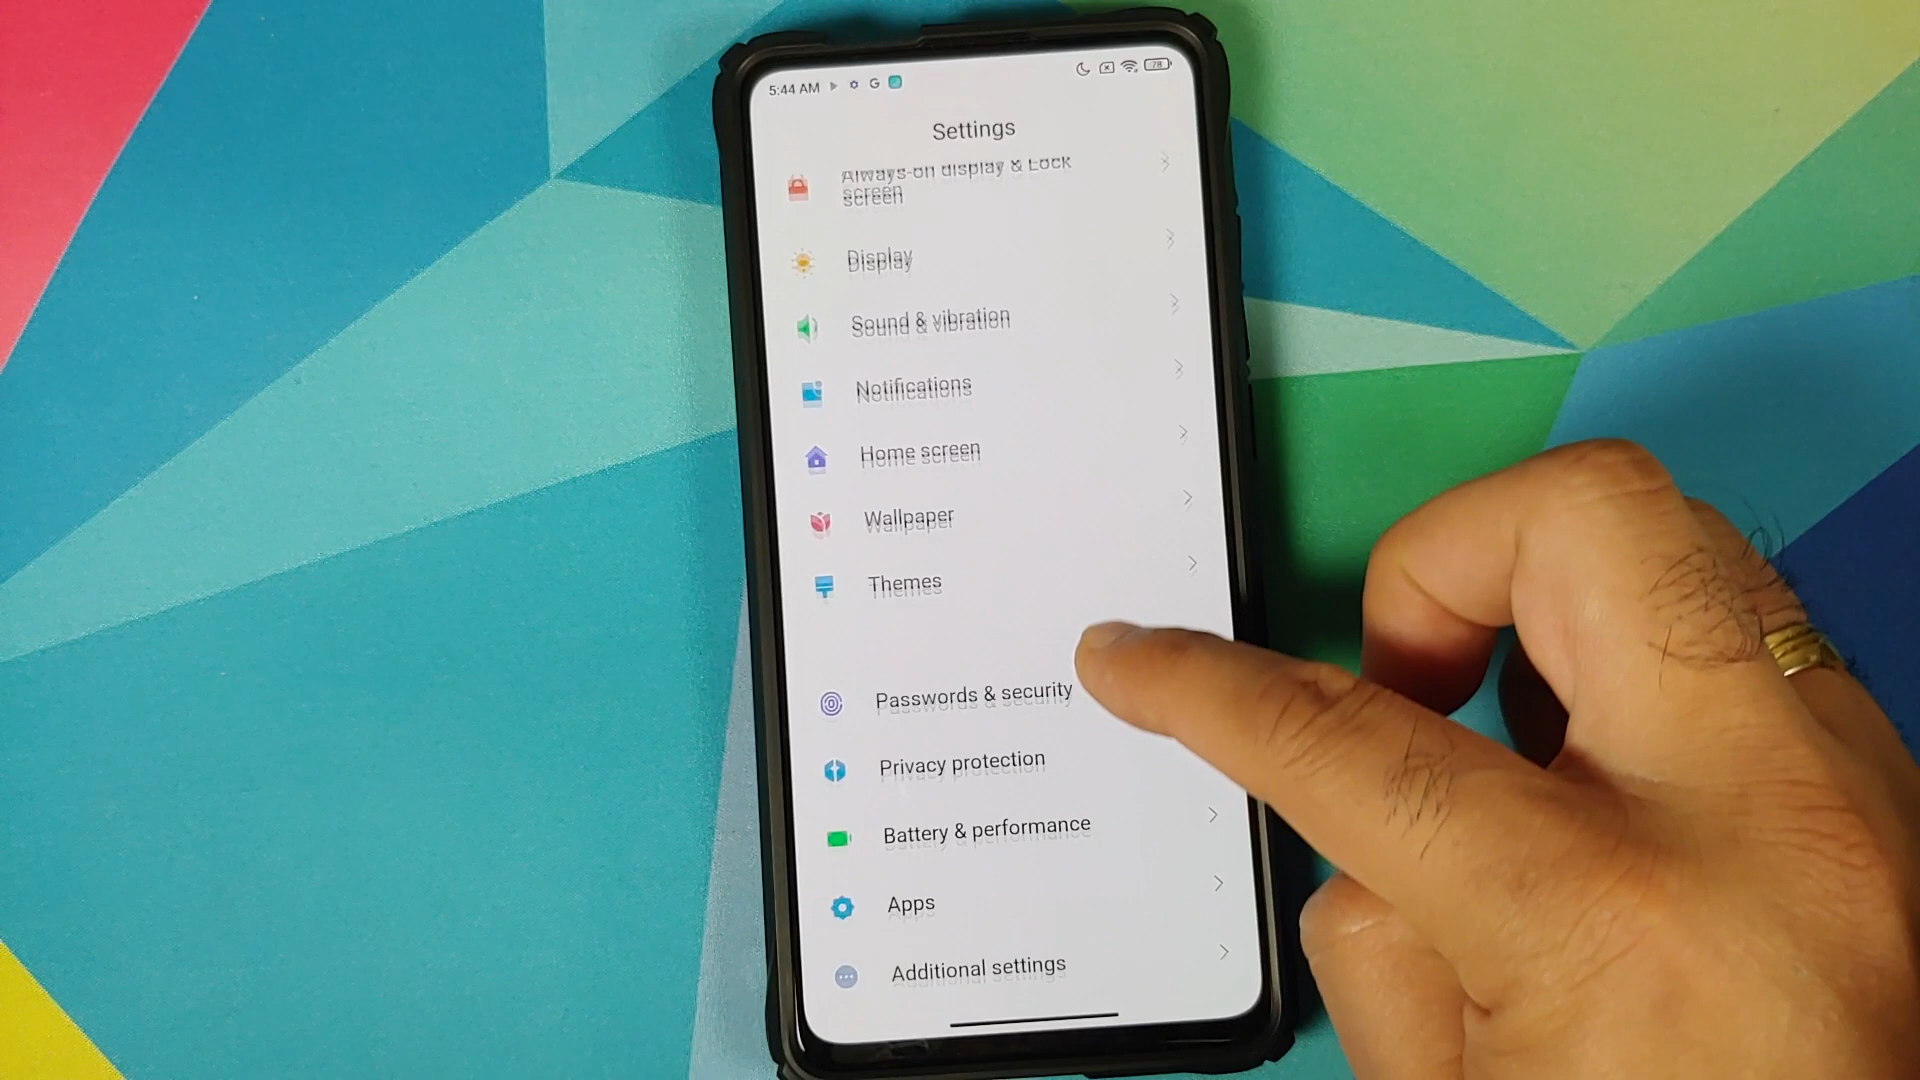 5:44 AM G 78
Settings
Always-on display & Lock
screen
Display
Sound & vibration
Notifications
Home screen
Wallpaper
Themes
Passwords & security
Privacy protection
Battery & performance
Apps
Additional settings